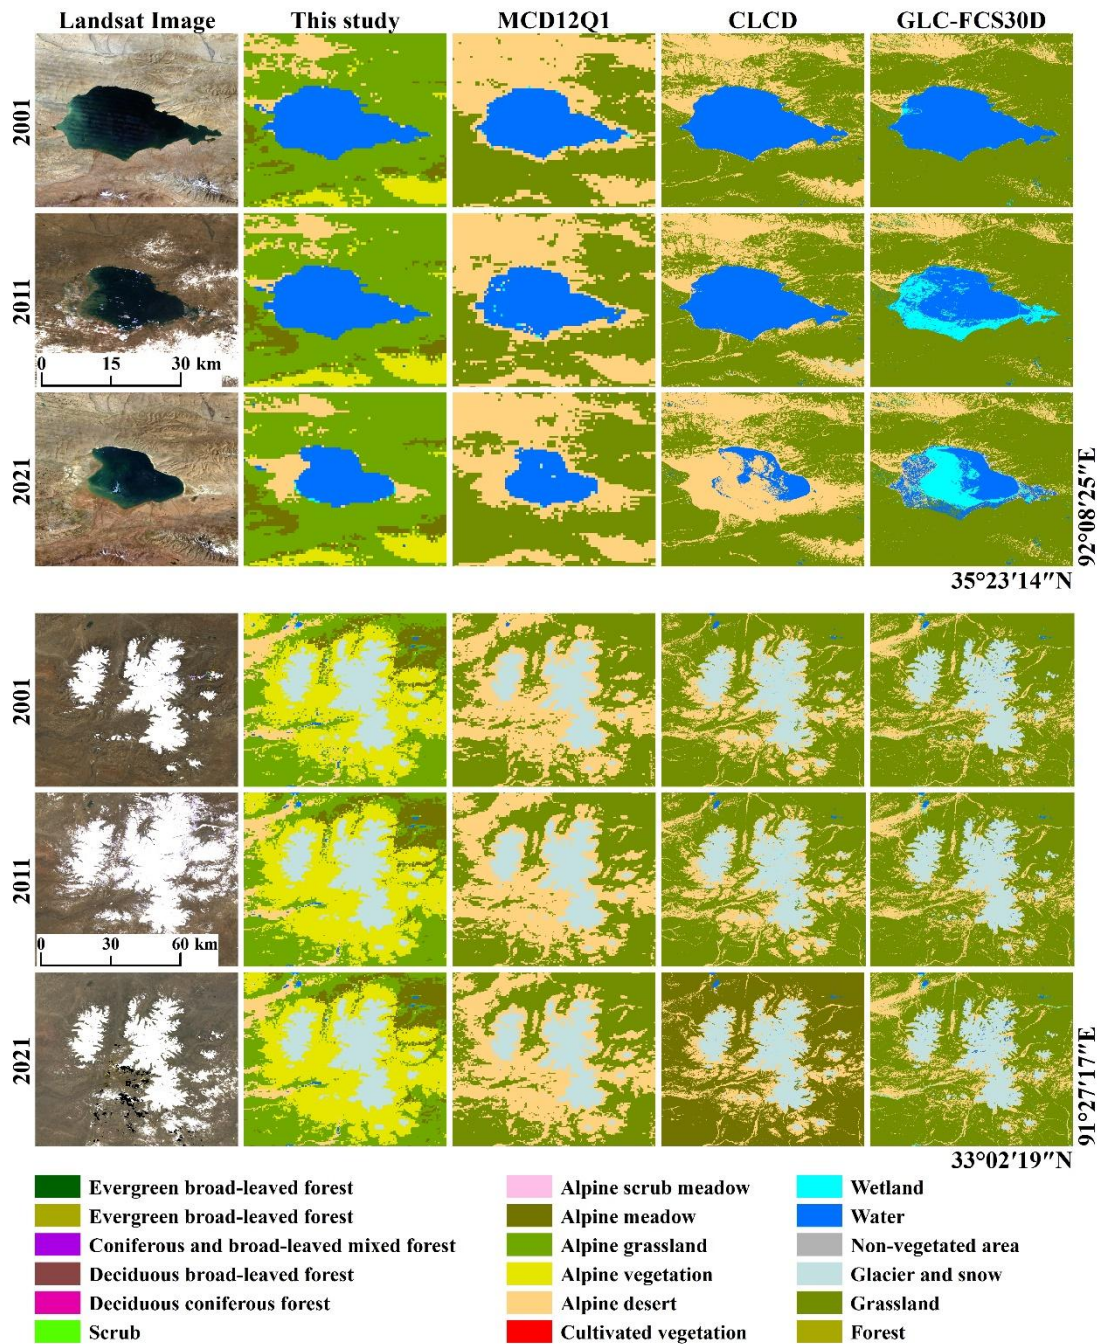 Landsat Image This study MCD12Q1 CLCD GLC-FCS30D
2001
2011
0 15 30 km
2021
92°08′25″E
35°23′14″N
2001
2011
0 30 60 km
2021
91°27′17″E
33°02′19″N
Evergreen broad-leaved forest Alpine scrub meadow Wetland
Evergreen broad-leaved forest Alpine meadow Water
Coniferous and broad-leaved mixed forest Alpine grassland Non-vegetated area
Deciduous broad-leaved forest Alpine vegetation Glacier and snow
Deciduous coniferous forest Alpine desert Grassland
Scrub Cultivated vegetation Forest